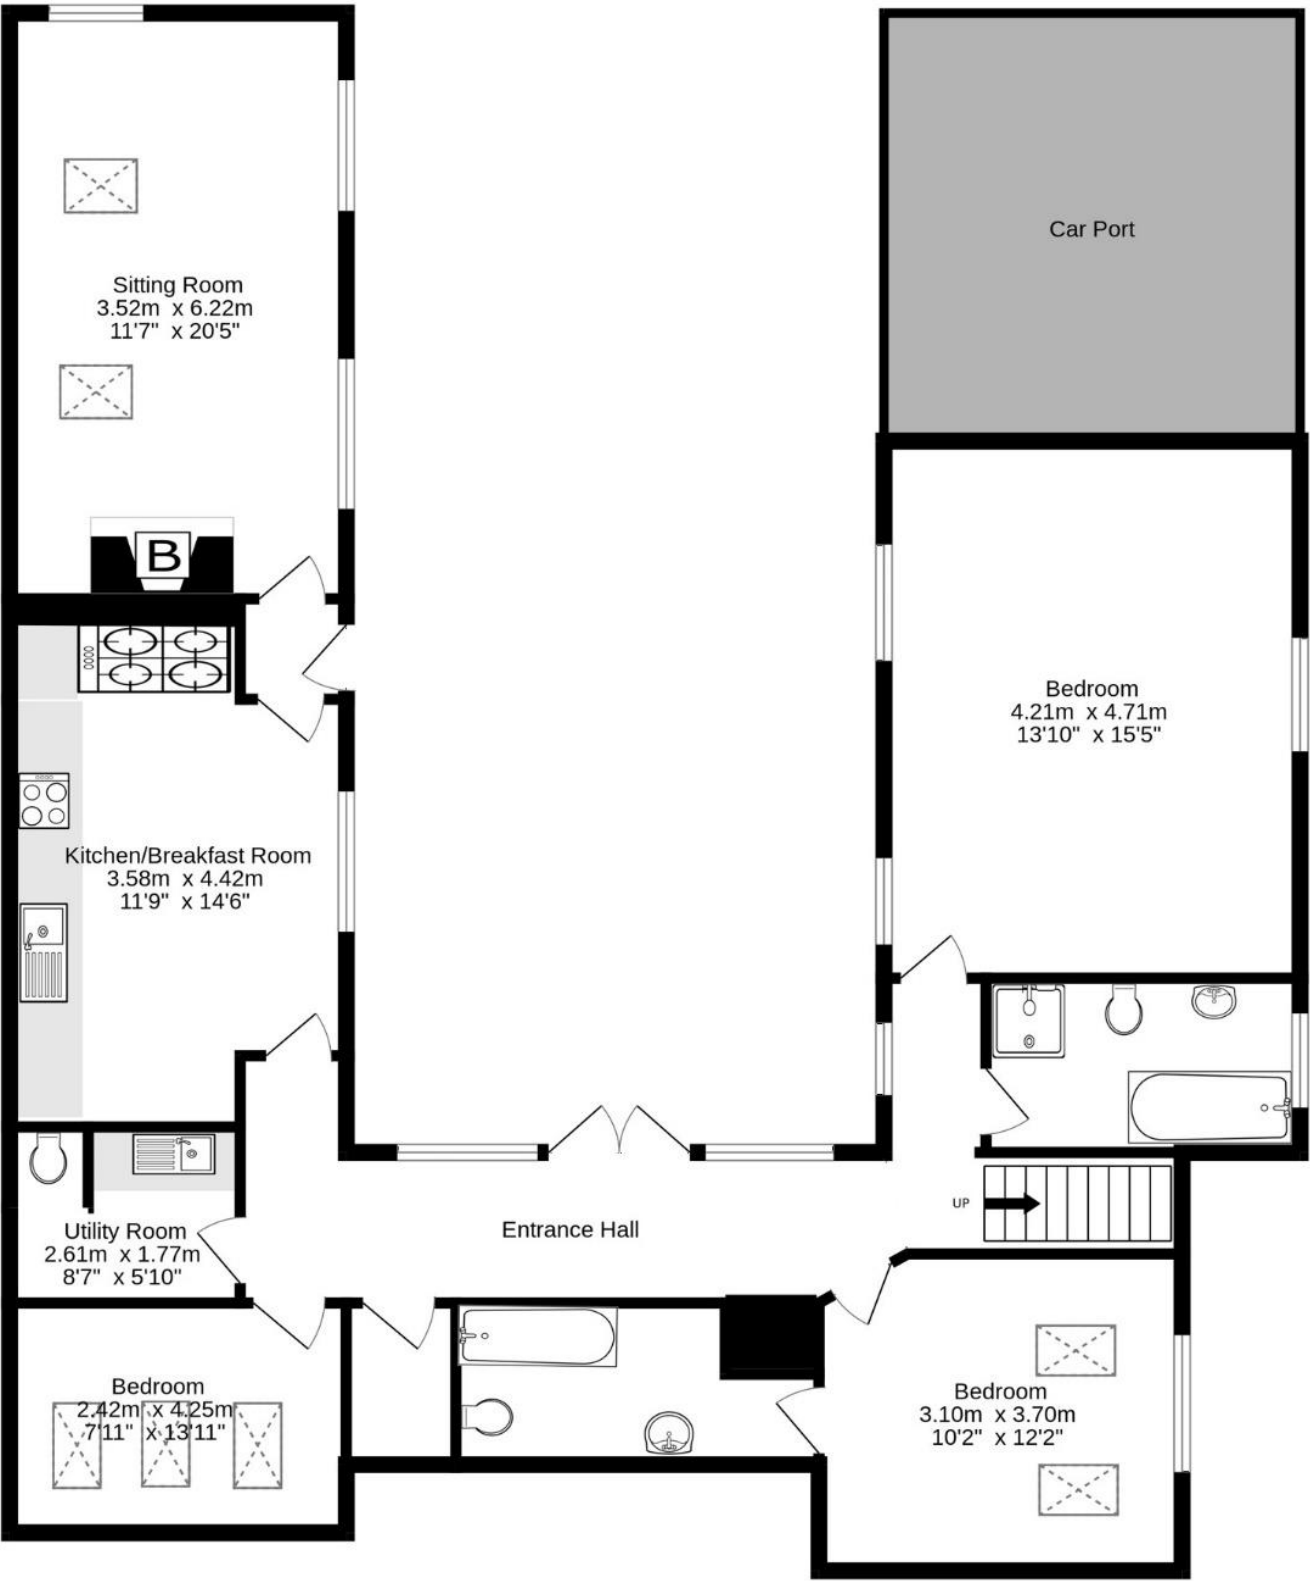 Car Port
Sitting Room
3.52m x 6.22m
11'7" x 20'5"
B
Bedroom
4.21m x 4.71m
13'10" x 15'5"
Kitchen/Breakfast Room
3.58m x 4.42m
11'9" x 14'6"
UP
Entrance Hall
Utility Room
2.61m x 1.77m
8'7" x 5'10"
Bedroom
2.42m x 4.25m
7'11" x 13'11"
Bedroom
3.10m x 3.70m
10'2" x 12'2"